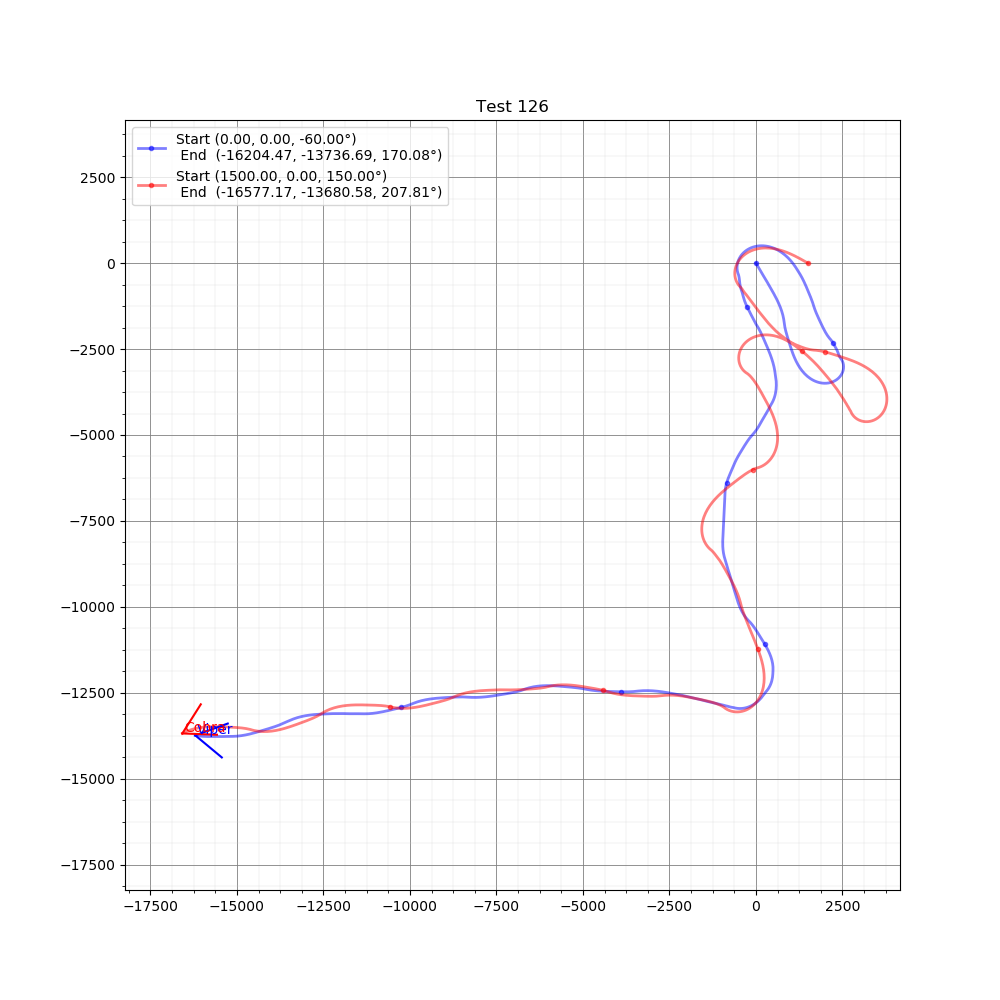 Test 126
Start (0.00, 0.00, -60.00°)
End (-16204.47, -13736.69, 170.08°)
Start (1500.00, 0.00, 150.00°)
End (-16577.17, -13680.58, 207.81°)
2500
0
−2500
−5000
−7500
−10000
−12500
−15000
−17500
−17500 −15000 −12500 −10000 −7500 −5000 −2500 0 2500